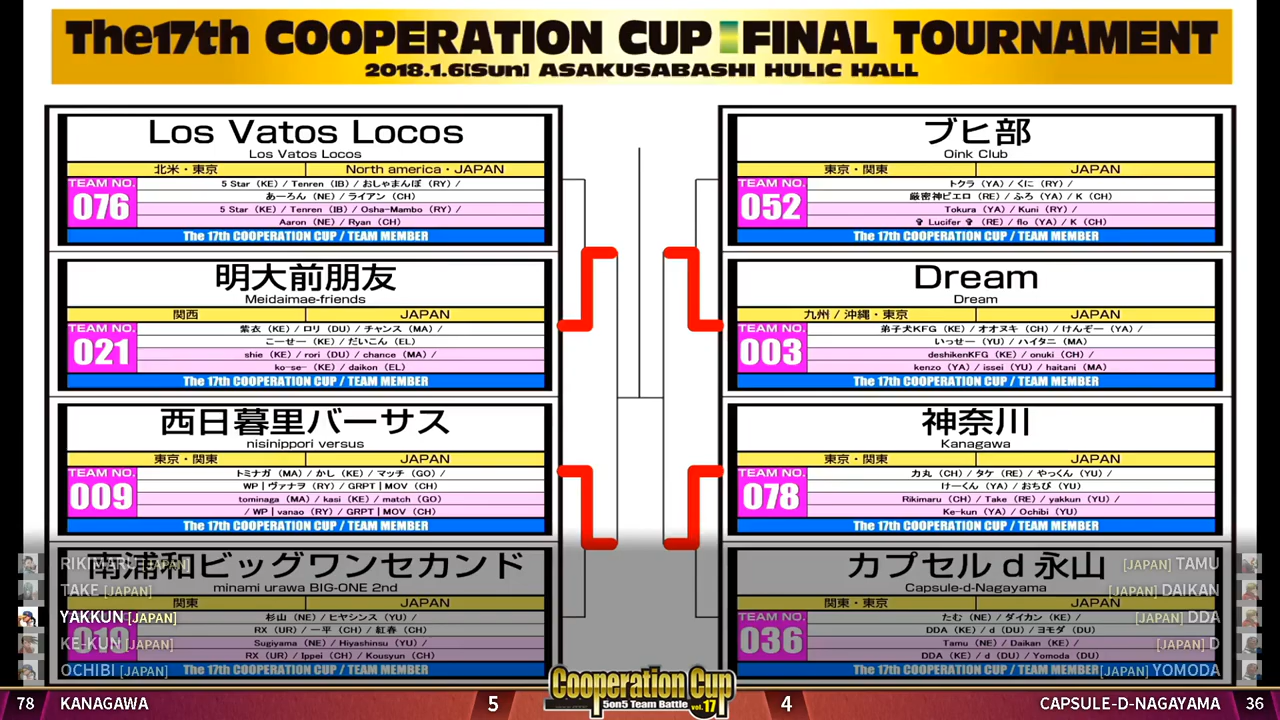 The17th COOPERATION CUP FINAL TOURNAMENT
2018.1.6[Sun] ASAKUSABASHI HULIC HALL
Los Vatos Locos
Los Vatos Locos
北米・東京 North america・JAPAN
TEAM NO.
076
5 Star（KE）/ Tenren（IB）/ おしゃまんぼ（RY）/
あーろん（NE）/ ライアン（CH）
5 Star（KE）/ Tenren（IB）/ Osha-Mambo（RY）/
Aaron（NE）/ Ryan（CH）
The 17th COOPERATION CUP / TEAM MEMBER
明大前朋友
Meidaimae-friends
関西 JAPAN
TEAM NO.
021
紫衣（KE）/ ロリ（DU）/ チャンス（MA）/
こーせー（KE）/ だいこん（EL）
shie（KE）/ rori（DU）/ chance（MA）/
ko-se-（KE）/ daikon（EL）
The 17th COOPERATION CUP / TEAM MEMBER
西日暮里バーサス
nisinippori versus
東京・関東 JAPAN
TEAM NO.
009
トミナガ（MA）/ かし（KE）/ マッチ（GO）/
WP | ヴァナヲ（RY）/ GRPT | MOV（CH）
tominaga（MA）/ kasi（KE）/ match（GO）
/ WP | vanao（RY）/ GRPT | MOV（CH）
The 17th COOPERATION CUP / TEAM MEMBER
南浦和ビッグワンセカンド
minami urawa BIG-ONE 2nd
関東 JAPAN
019
杉山（NE）/ ヒヤシンス（YU）/
RX（UR）/ 一平（CH）/ 紅春（CH）
Sugiyama（NE）/ Hiyashinsu（YU）/
RX（UR）/ Ippei（CH）/ Kousyun（CH）
The 17th COOPERATION CUP / TEAM MEMBER
ブヒ部
Oink Club
東京・関東 JAPAN
TEAM NO.
052
トクラ（YA）/ くに（RY）/
厳密神ピエロ（RE）/ ふろ（YA）/ K（CH）
Tokura（YA）/ Kuni（RY）/
✞ Lucifer ✞（RE）/ flo（YA）/ K（CH）
The 17th COOPERATION CUP / TEAM MEMBER
Dream
Dream
九州 / 沖縄・東京 JAPAN
TEAM NO.
003
弟子犬KFG（KE）/ オオヌキ（CH）/ けんぞー（YA）/
いっせー（YU）/ ハイタニ（MA）
deshikenKFG（KE）/ onuki（CH）/
kenzo（YA）/ issei（YU）/ haitani（MA）
The 17th COOPERATION CUP / TEAM MEMBER
神奈川
Kanagawa
東京・関東 JAPAN
TEAM NO.
078
力丸（CH）/ タケ（RE）/ やっくん（YU）/
けーくん（YA）/ おちび（YU）
Rikimaru（CH）/ Take（RE）/ yakkun（YU）/
Ke-kun（YA）/ Ochibi（YU）
The 17th COOPERATION CUP / TEAM MEMBER
カプセルｄ永山
Capsule-d-Nagayama
関東・東京 JAPAN
036
たむ（NE）/ ダイカン（KE）/
DDA（KE）/ d（DU）/ ヨモダ（DU）
Tamu（NE）/ Daikan（KE）/
DDA（KE）/ d（DU）/ Yomoda（DU）
The 17th COOPERATION CUP / TEAM MEMBER
RIKIMARU [JAPAN]
TAKE [JAPAN]
YAKKUN [JAPAN]
KE-KUN [JAPAN]
OCHIBI [JAPAN]
[JAPAN] TAMU
[JAPAN] DAIKAN
[JAPAN] DDA
[JAPAN] D
[JAPAN] YOMODA
78 KANAGAWA 5
Cooperation Cup
5on5 Team Battle vol.17
4 CAPSULE-D-NAGAYAMA 36